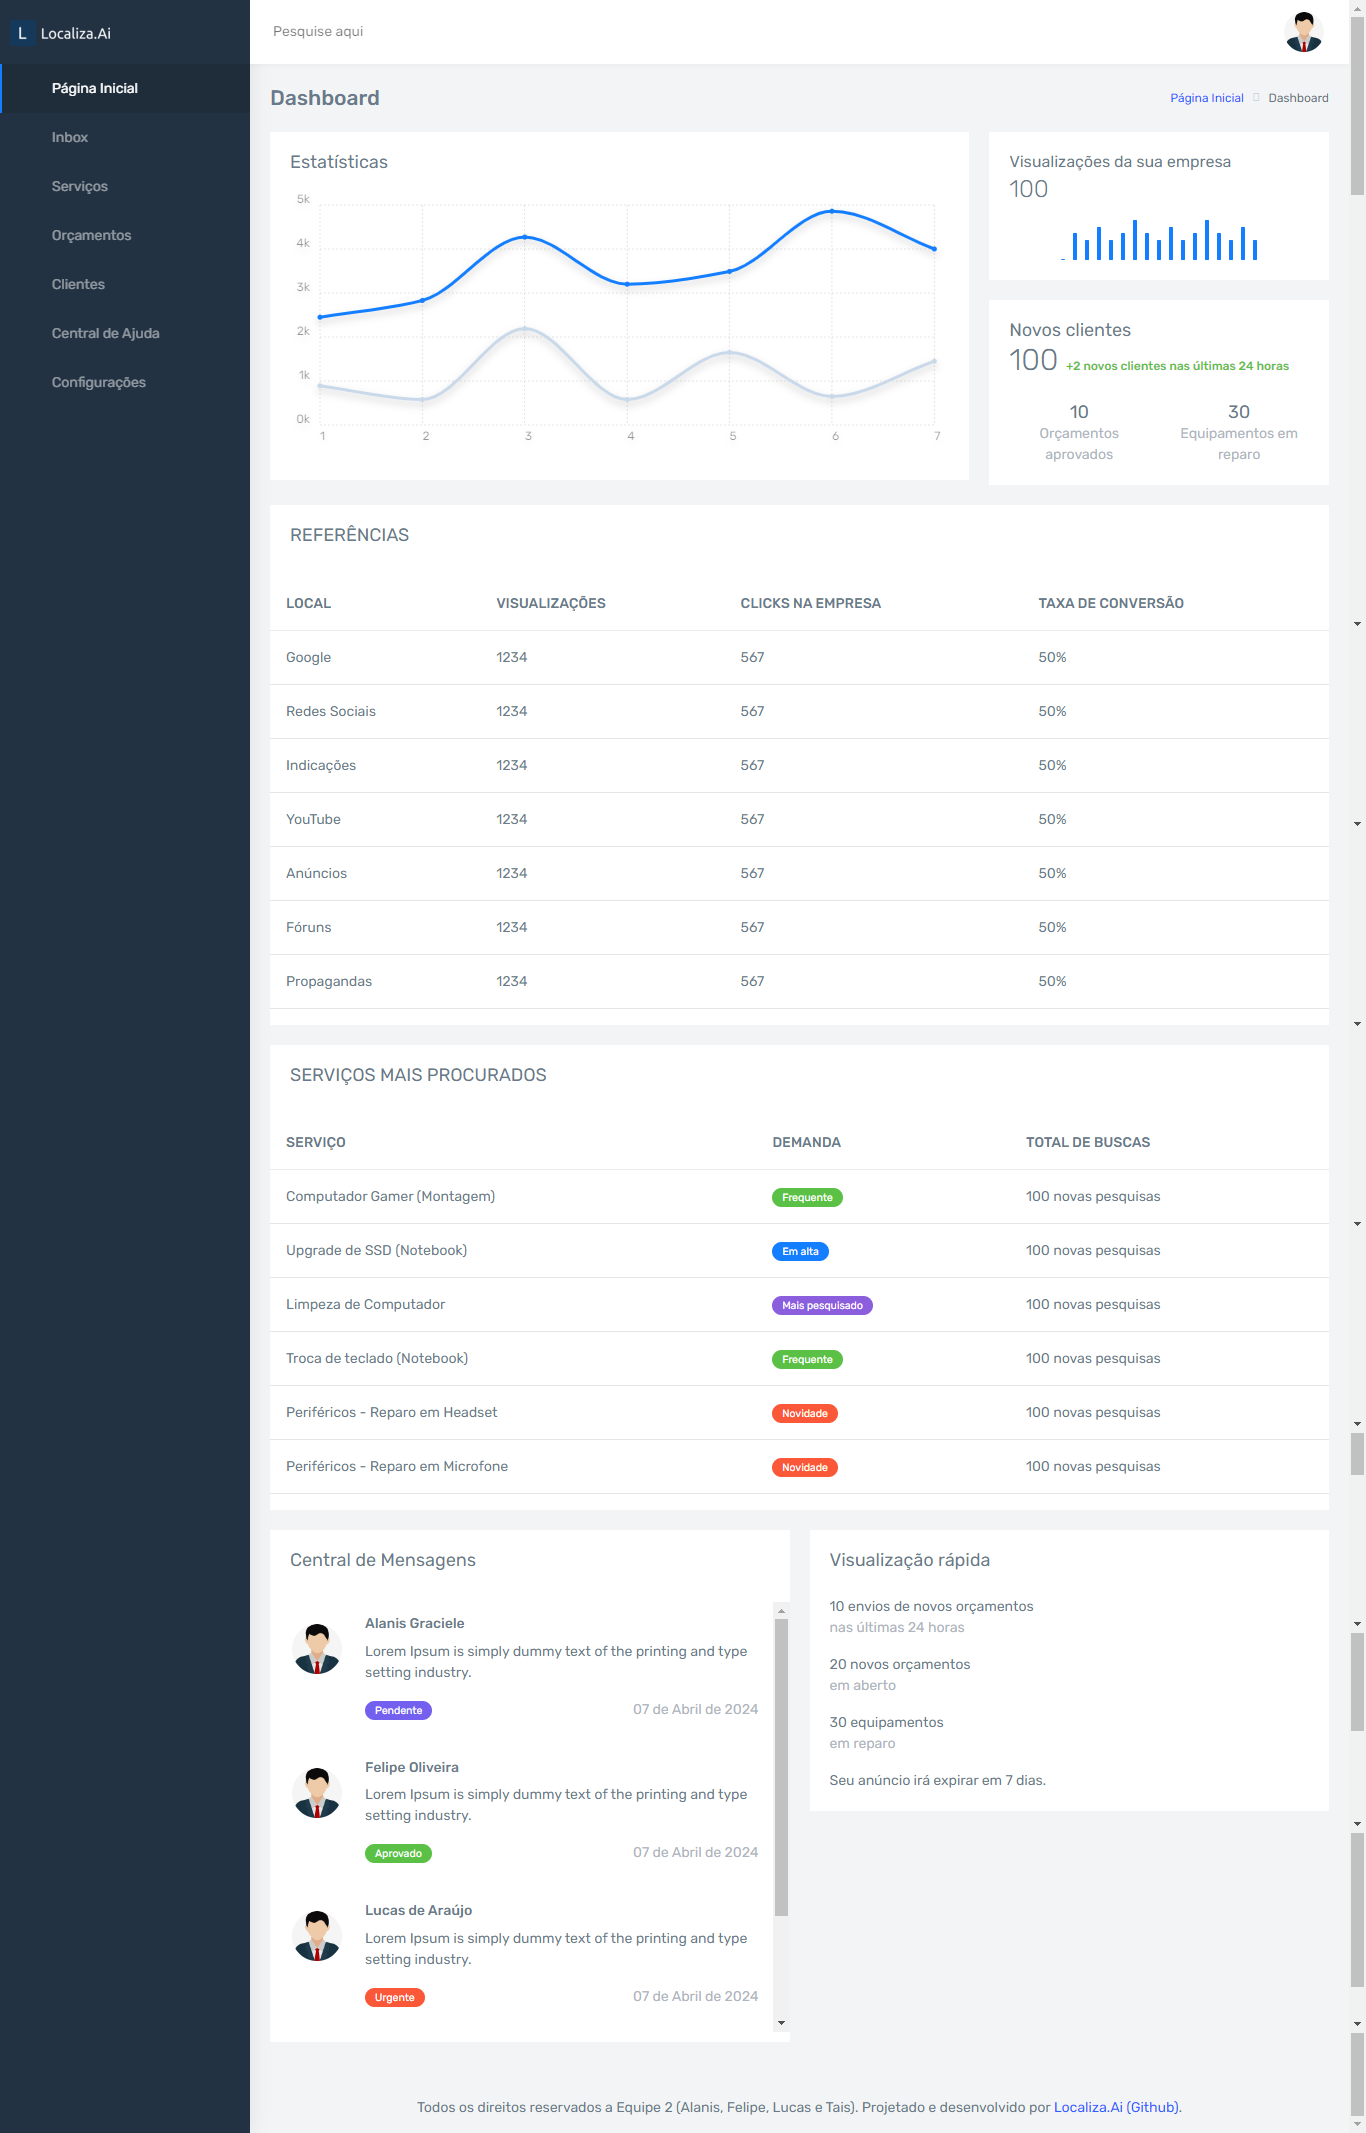 L Localiza.Ai
Pesquise aqui
Página Inicial
Inbox
Serviços
Orçamentos
Clientes
Central de Ajuda
Configurações
Dashboard
Página Inicial Dashboard
Estatísticas
5k
4k
3k
2k
1k
0k
1 2 3 4 5 6 7
Visualizações da sua empresa
100
Novos clientes
100 +2 novos clientes nas últimas 24 horas
10
Orçamentos
aprovados
30
Equipamentos em
reparo
REFERÊNCIAS
LOCAL VISUALIZAÇÕES CLICKS NA EMPRESA TAXA DE CONVERSÃO
Google 1234 567 50%
Redes Sociais 1234 567 50%
Indicações 1234 567 50%
YouTube 1234 567 50%
Anúncios 1234 567 50%
Fóruns 1234 567 50%
Propagandas 1234 567 50%
SERVIÇOS MAIS PROCURADOS
SERVIÇO DEMANDA TOTAL DE BUSCAS
Computador Gamer (Montagem) Frequente 100 novas pesquisas
Upgrade de SSD (Notebook) Em alta 100 novas pesquisas
Limpeza de Computador Mais pesquisado 100 novas pesquisas
Troca de teclado (Notebook) Frequente 100 novas pesquisas
Periféricos - Reparo em Headset Novidade 100 novas pesquisas
Periféricos - Reparo em Microfone Novidade 100 novas pesquisas
Central de Mensagens
Alanis Graciele
Lorem Ipsum is simply dummy text of the printing and type
setting industry.
Pendente 07 de Abril de 2024
Felipe Oliveira
Lorem Ipsum is simply dummy text of the printing and type
setting industry.
Aprovado 07 de Abril de 2024
Lucas de Araújo
Lorem Ipsum is simply dummy text of the printing and type
setting industry.
Urgente 07 de Abril de 2024
Visualização rápida
10 envios de novos orçamentos
nas últimas 24 horas
20 novos orçamentos
em aberto
30 equipamentos
em reparo
Seu anúncio irá expirar em 7 dias.
Todos os direitos reservados a Equipe 2 (Alanis, Felipe, Lucas e Tais). Projetado e desenvolvido por Localiza.Ai (Github).